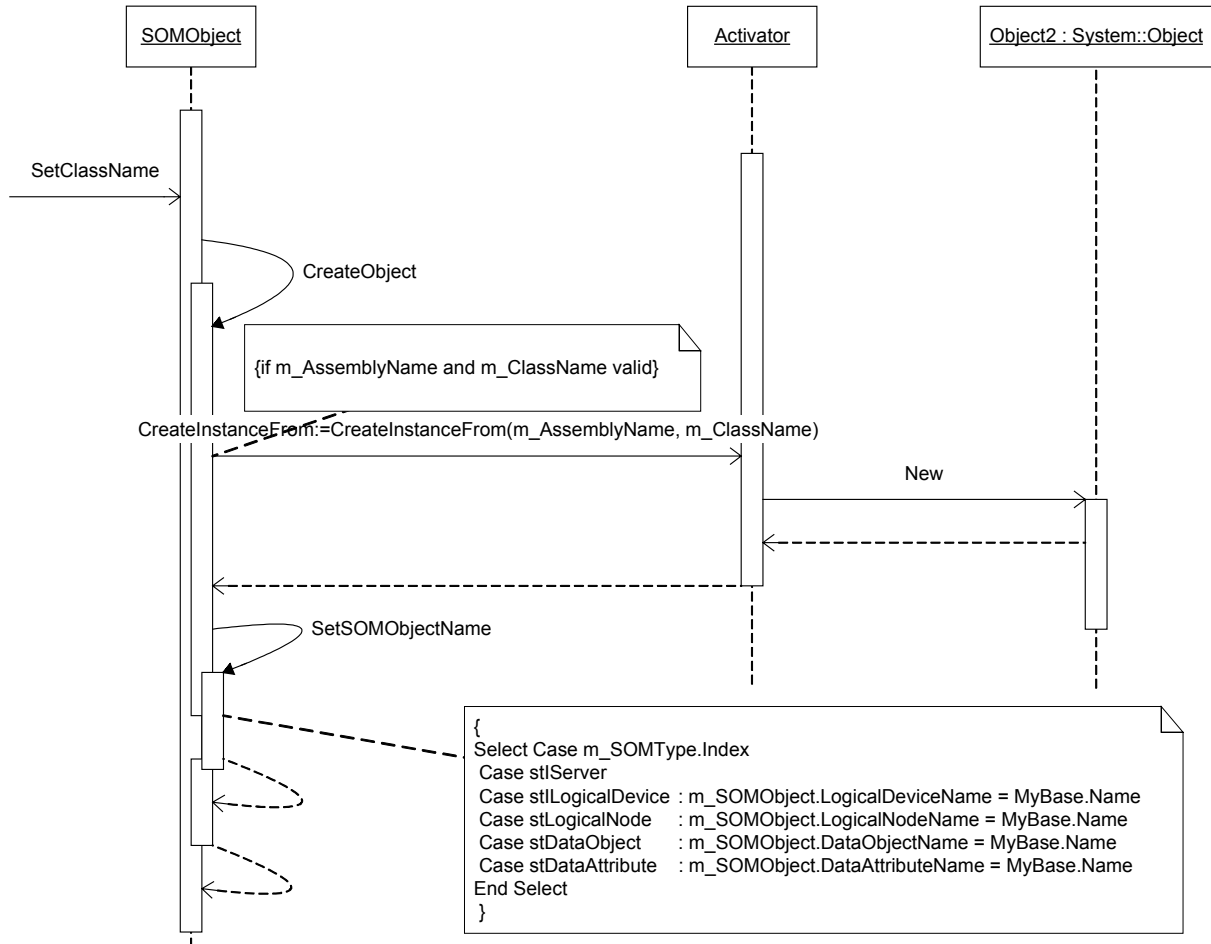 SOMObject
Activator
Object2 : System::Object
SetClassName
CreateObject
{if m_AssemblyName and m_ClassName valid}
CreateInstanceFrom:=CreateInstanceFrom(m_AssemblyName, m_ClassName)
New
SetSOMObjectName
{
Select Case m_SOMType.Index
Case stIServer
Case stILogicalDevice : m_SOMObject.LogicalDeviceName = MyBase.Name
Case stLogicalNode : m_SOMObject.LogicalNodeName = MyBase.Name
Case stDataObject : m_SOMObject.DataObjectName = MyBase.Name
Case stDataAttribute : m_SOMObject.DataAttributeName = MyBase.Name
End Select
}